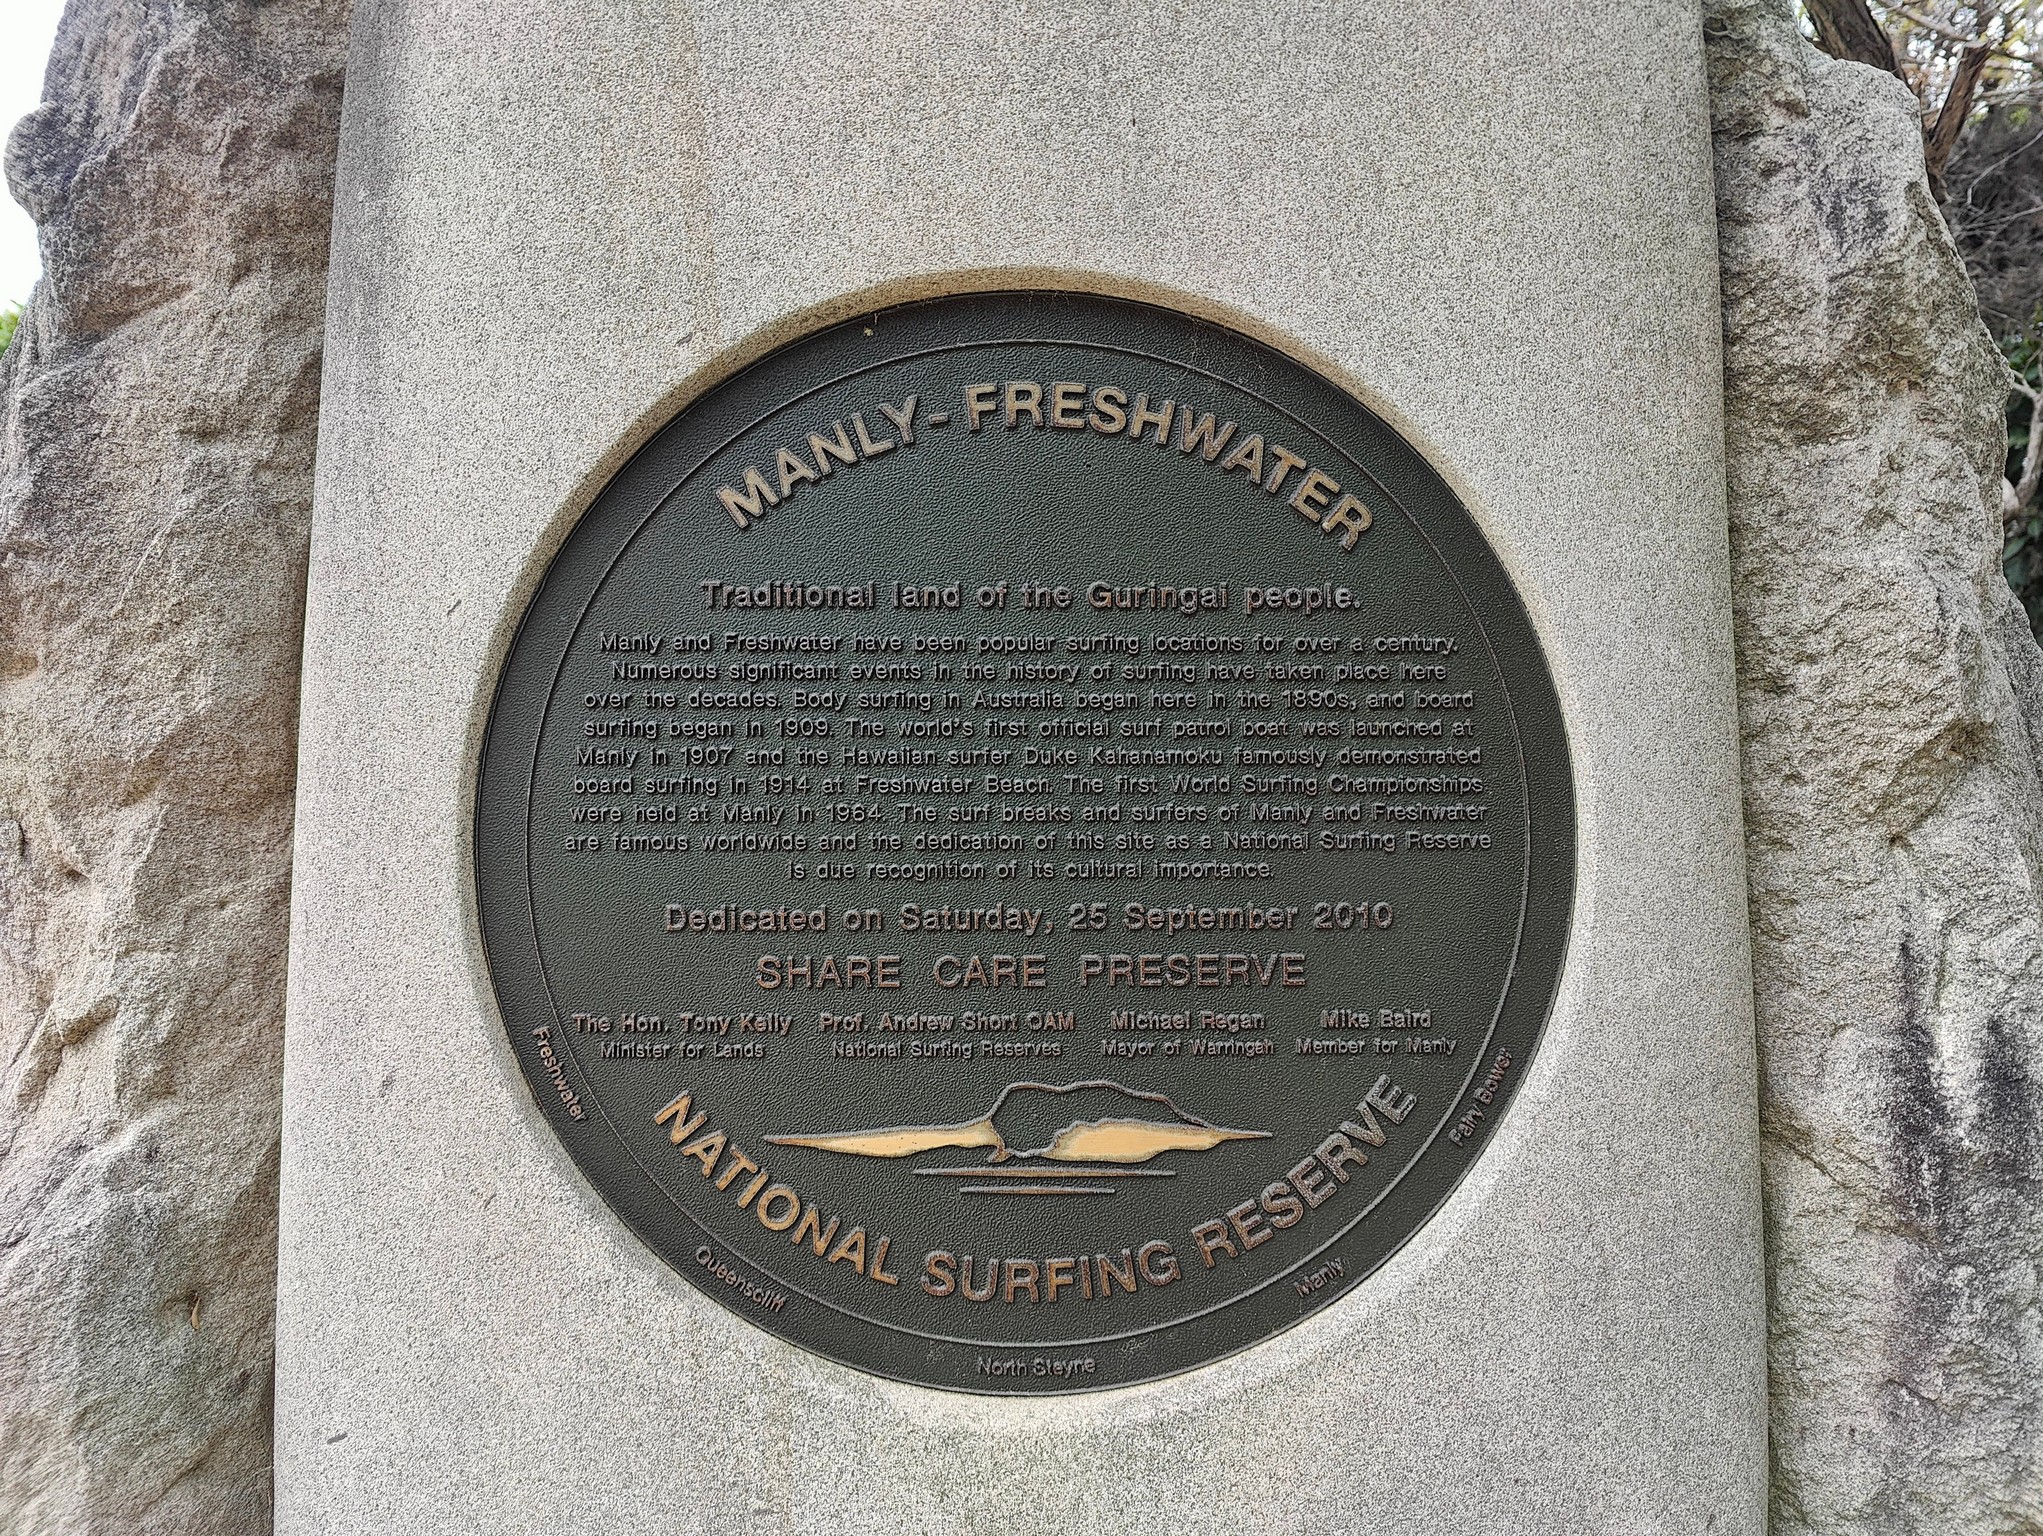 MANLY - FRESHWATER
Traditional land of the Guringai people.
Manly and Freshwater have been popular surfing locations for over a century.
Numerous significant events in the history of surfing have taken place here
over the decades. Body surfing in Australia began here in the 1890s, and board
surfing began in 1909. The world's first official surf patrol boat was launched at
Manly in 1907 and the Hawaiian surfer Duke Kahanamoku famously demonstrated
board surfing in 1914 at Freshwater Beach. The first World Surfing Championships
were held at Manly in 1964. The surf breaks and surfers of Manly and Freshwater
are famous worldwide and the dedication of this site as a National Surfing Reserve
is due recognition of its cultural importance.
Dedicated on Saturday, 25 September 2010
SHARE CARE PRESERVE
The Hon. Tony Kelly Prof. Andrew Short OAM Michael Regan Mike Baird
Minister for Lands National Surfing Reserves Mayor of Warringah Member for Manly
NATIONAL SURFING RESERVE
Freshwater
Queenscliff
North Steyne
Manly
Fairy Bower